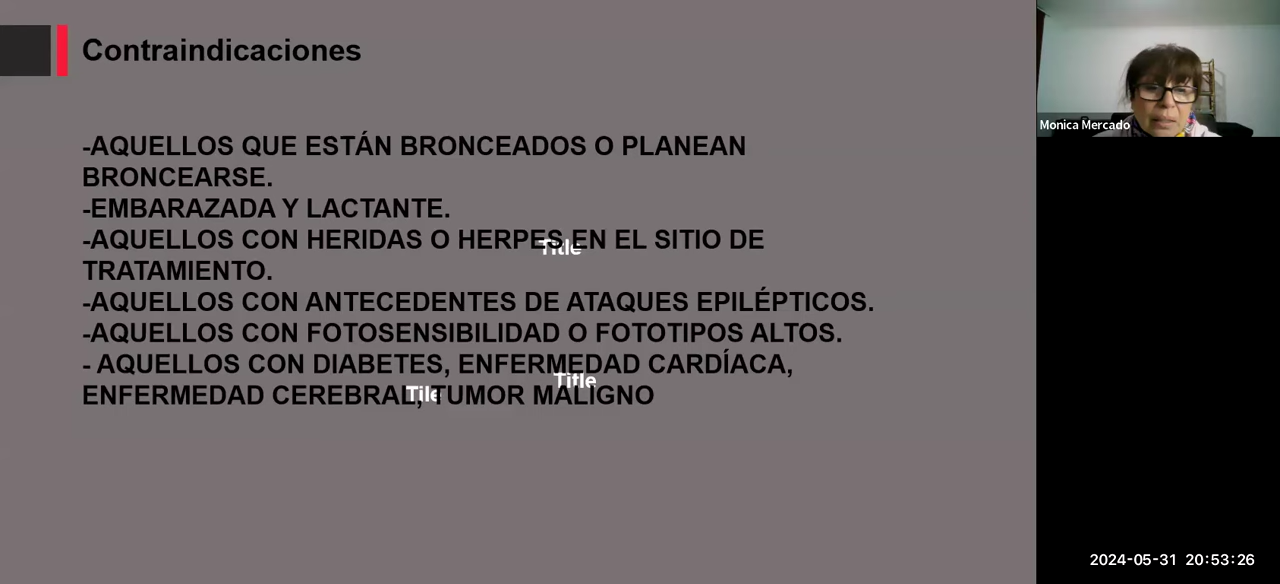 Contraindicaciones
-AQUELLOS QUE ESTÁN BRONCEADOS O PLANEAN
BRONCEARSE.
-EMBARAZADA Y LACTANTE.
-AQUELLOS CON HERIDAS O HERPES EN EL SITIO DE
Title
TRATAMIENTO.
-AQUELLOS CON ANTECEDENTES DE ATAQUES EPILÉPTICOS.
-AQUELLOS CON FOTOSENSIBILIDAD O FOTOTIPOS ALTOS.
- AQUELLOS CON DIABETES, ENFERMEDAD CARDÍACA,
Title
ENFERMEDAD CEREBRAL, TUMOR MALIGNO
Tile
Monica Mercado
2024-05-31 20:53:26